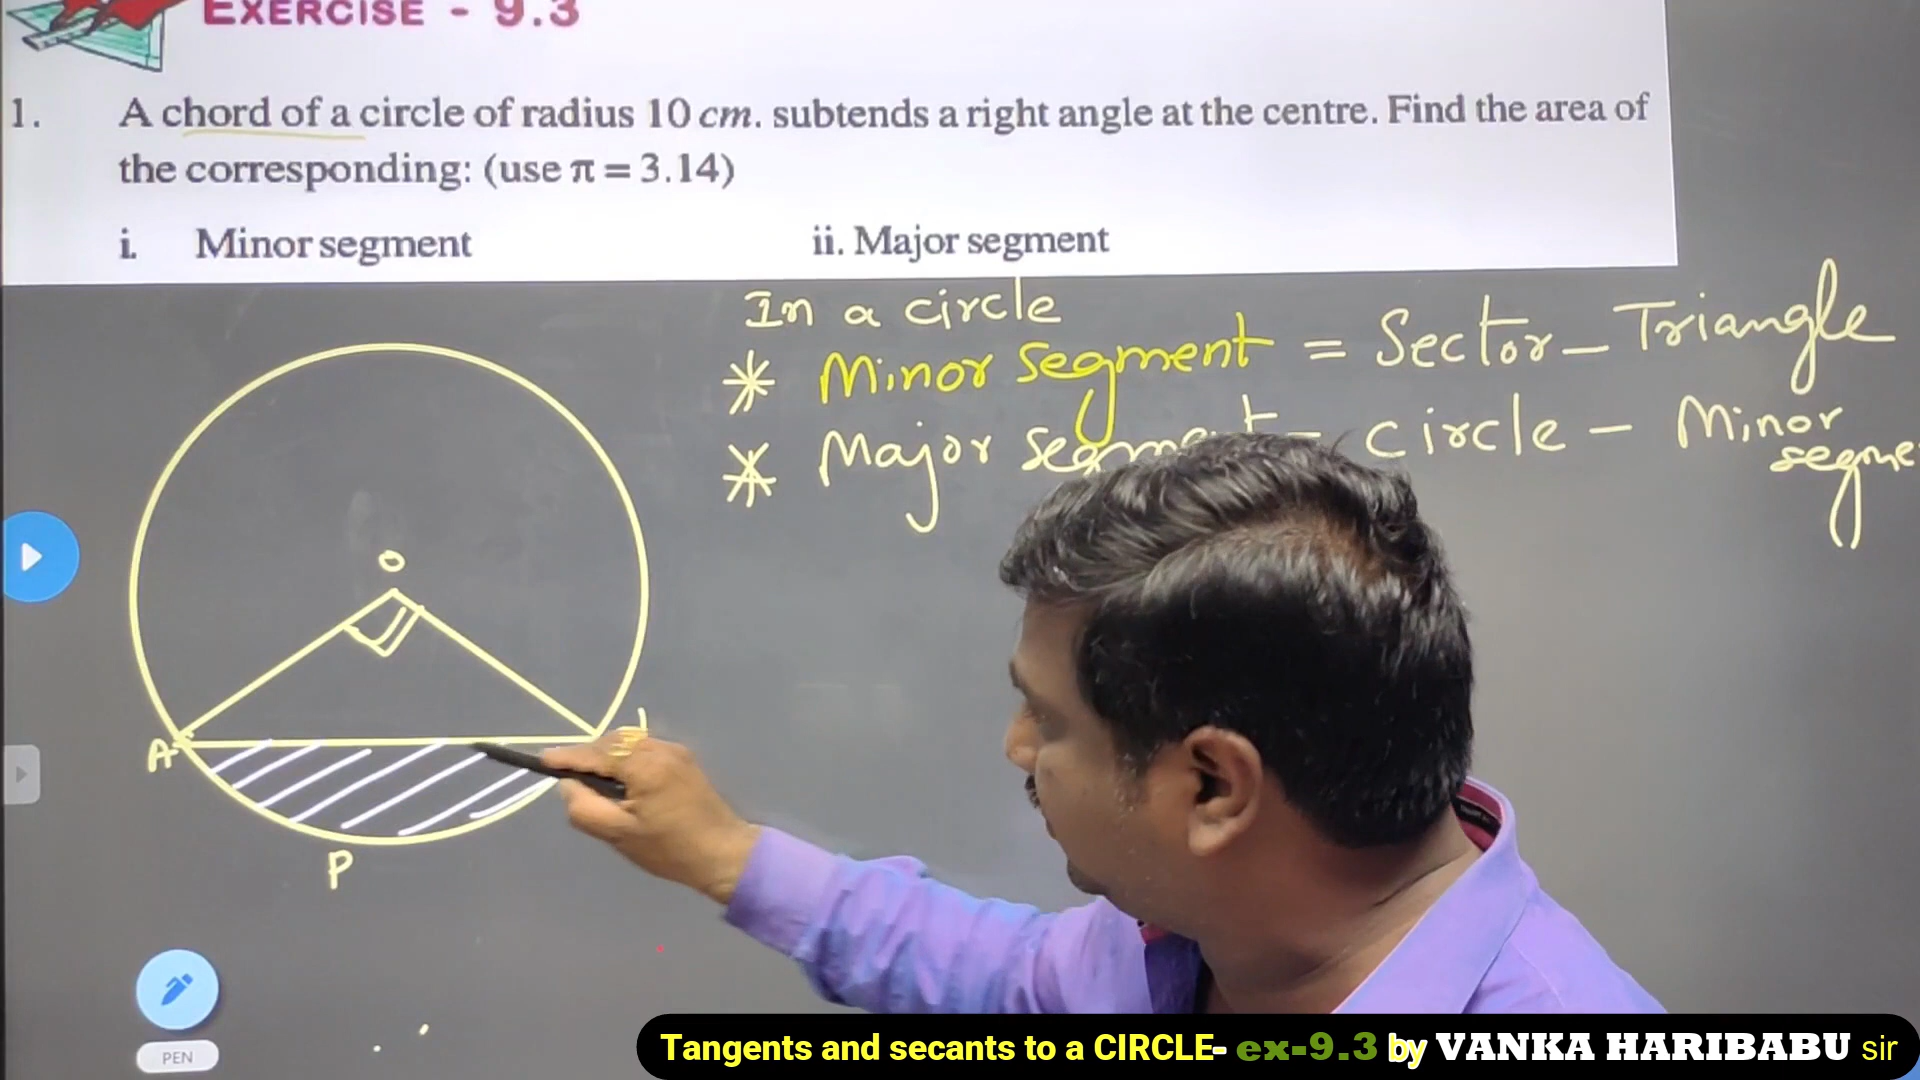 EXERCISE - 9.3
1. A chord of a circle of radius 10 cm. subtends a right angle at the centre. Find the area of
the corresponding: (use π = 3.14)
i. Minor segment ii. Major segment
In a circle
* Minor segment = Sector - Triangle
* Major segment = circle - Minor
segme
O
A
P
PEN
Tangents and secants to a CIRCLE- ex-9.3 by VANKA HARIBABU sir